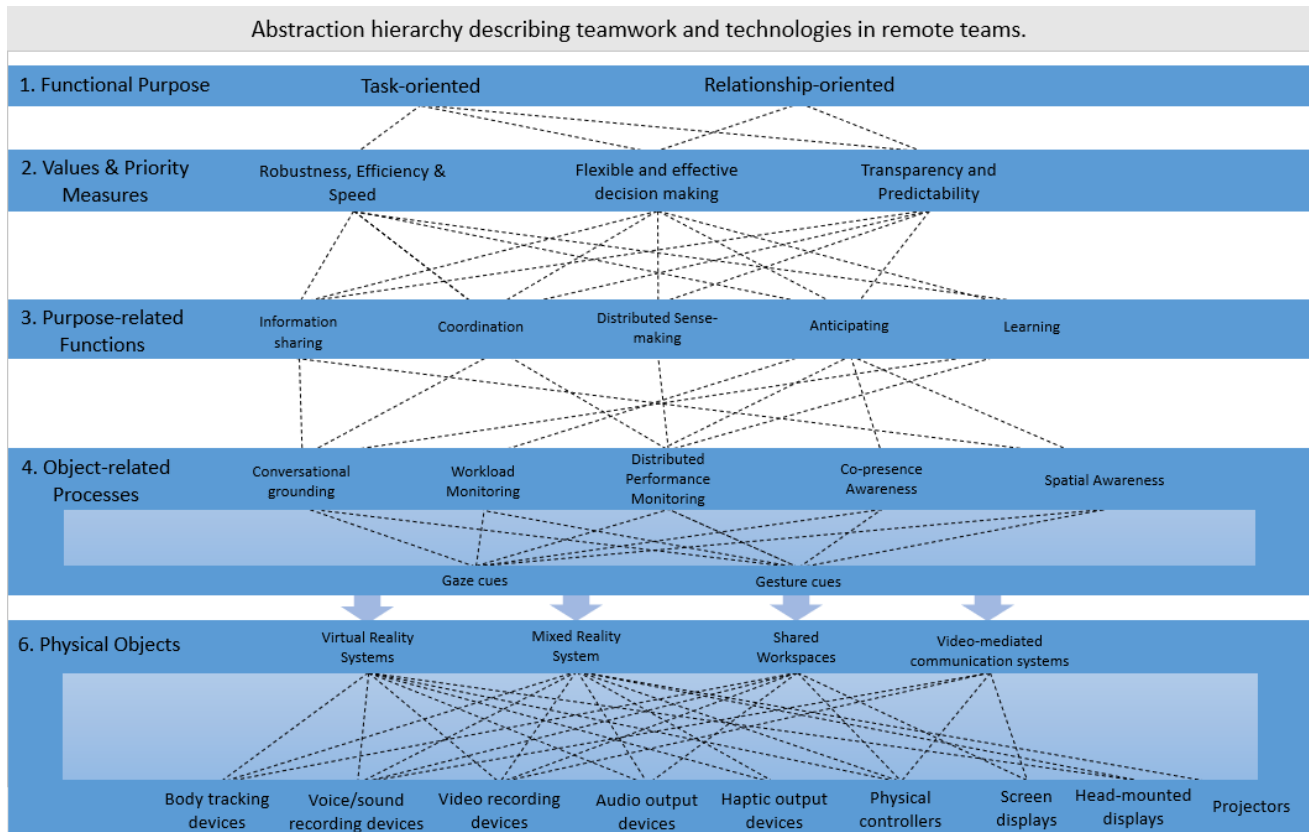 Abstraction hierarchy describing teamwork and technologies in remote teams.
1. Functional Purpose
Task-oriented
Relationship-oriented
2. Values & Priority
Measures
Robustness, Efficiency &
Speed
Flexible and effective
decision making
Transparency and
Predictability
3. Purpose-related
Functions
Information
sharing
Coordination
Distributed Sense-
making
Anticipating
Learning
4. Object-related
Processes
Conversational
grounding
Workload
Monitoring
Distributed
Performance
Monitoring
Co-presence
Awareness
Spatial Awareness
Gaze cues
Gesture cues
6. Physical Objects
Virtual Reality
Systems
Mixed Reality
System
Shared
Workspaces
Video-mediated
communication systems
Body tracking
devices
Voice/sound
recording devices
Video recording
devices
Audio output
devices
Haptic output
devices
Physical
controllers
Screen
displays
Head-mounted
displays
Projectors